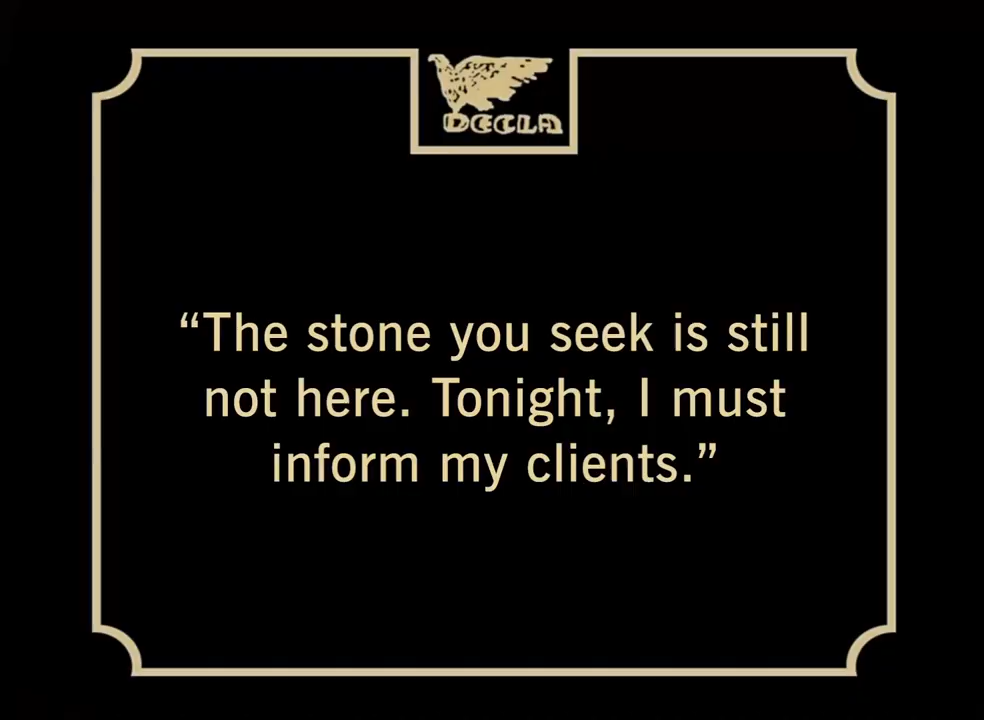 DECLA
“The stone you seek is still
not here. Tonight, I must
inform my clients.”